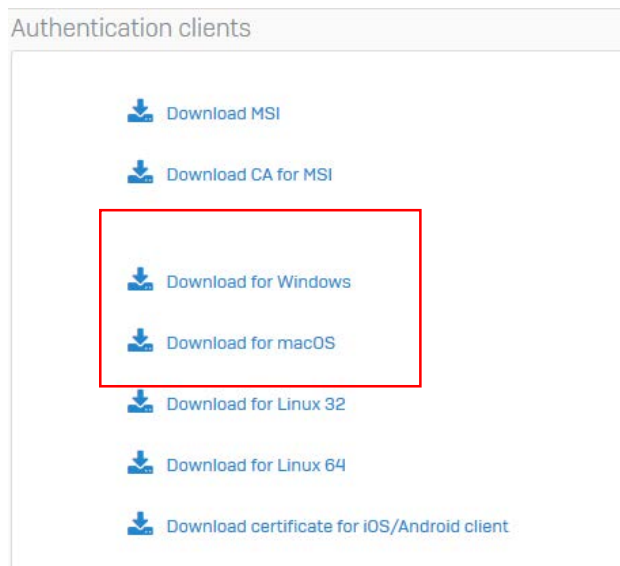 Authentication clients
Download MSI
Download CA for MSI
Download for Windows
Download for macOS
Download for Linux 32
Download for Linux 64
Download certificate for iOS/Android client